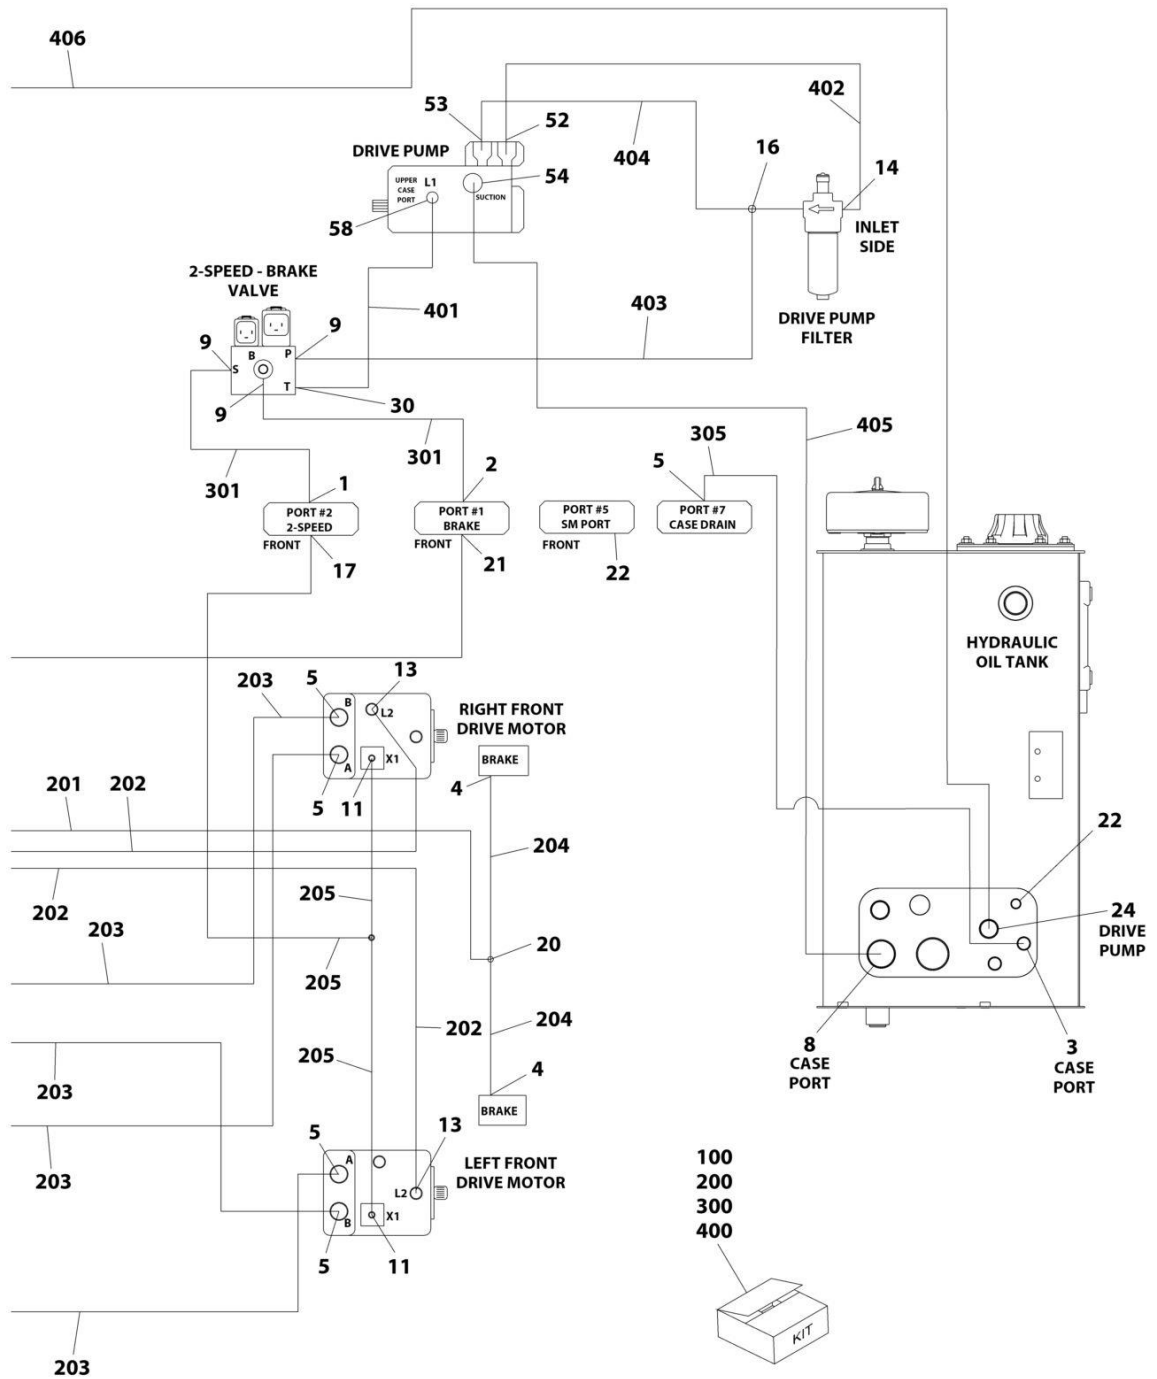 406
53
52
402
DRIVE PUMP
404
16
14
UPPER
CASE
PORT
L1
54
SUCTION
58
INLET
SIDE
2-SPEED - BRAKE
VALVE
401
403
DRIVE PUMP
FILTER
9
9
B
P
S
T
9
30
405
301
305
301
1
2
5
PORT #2
2-SPEED
PORT #1
BRAKE
PORT #5
SM PORT
PORT #7
CASE DRAIN
FRONT
FRONT
FRONT
17
21
22
HYDRAULIC
OIL TANK
203
5
13
B
L2
RIGHT FRONT
DRIVE MOTOR
A
X1
BRAKE
201
202
5
11
4
22
204
205
24
DRIVE
PUMP
202
203
20
205
202
204
205
8
CASE
PORT
3
CASE
PORT
203
4
BRAKE
5
13
A
203
L2
LEFT FRONT
DRIVE MOTOR
B
X1
5
11
100
200
300
400
KIT
203